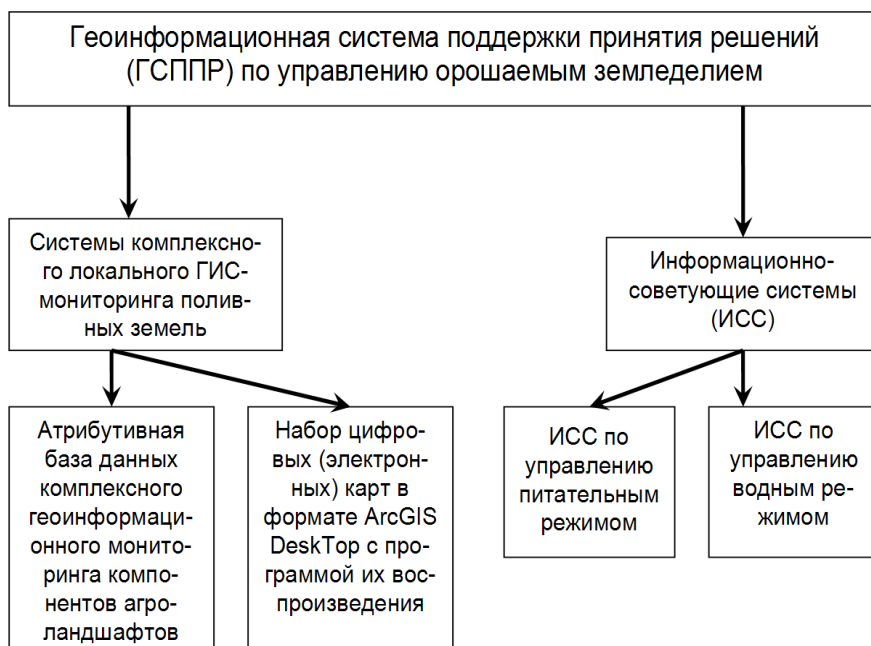 Геоинформационная система поддержки принятия решений
(ГСППР) по управлению орошаемым земледелием
Системы комплексно-
го локального ГИС-
мониторинга полив-
ных земель
Информационно-
советующие системы
(ИСС)
Атрибутивная
база данных
комплексного
геоинформаци-
онного монито-
ринга компо-
нентов агро-
ландшафтов
Набор цифро-
вых (электрон-
ных) карт в
формате ArcGIS
DeskTop с про-
граммой их вос-
произведения
ИСС по
управлению
питательным
режимом
ИСС по
управлению
водным ре-
жимом